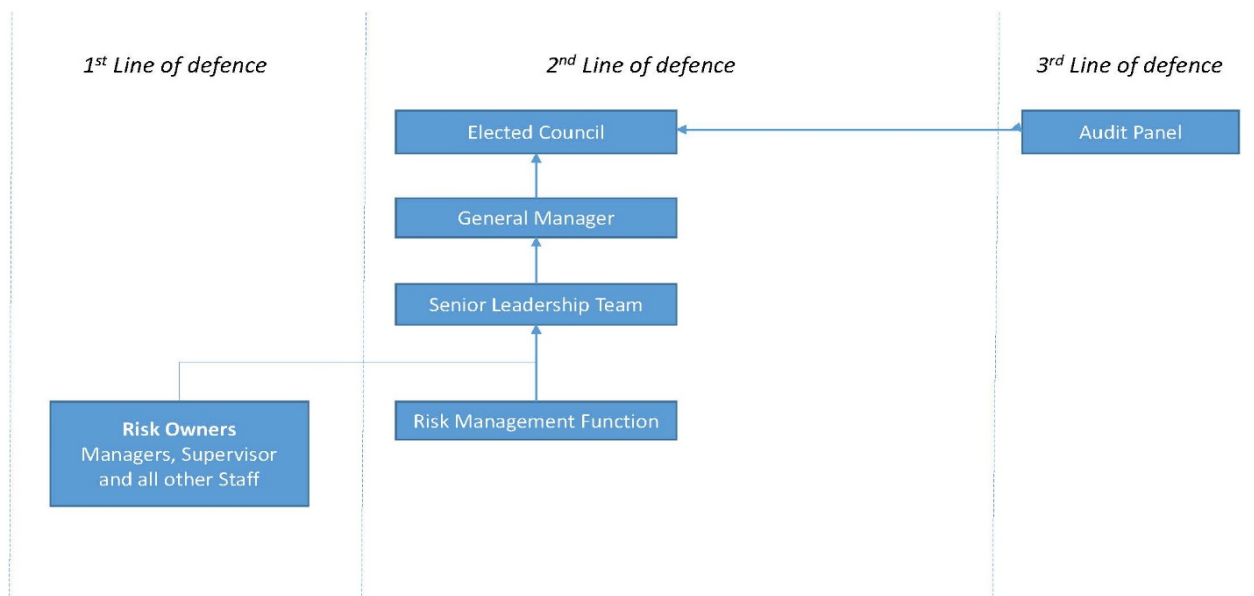 1st Line of defence
2nd Line of defence
3rd Line of defence
Elected Council
Audit Panel
General Manager
Senior Leadership Team
Risk Owners
Managers, Supervisor
and all other Staff
Risk Management Function